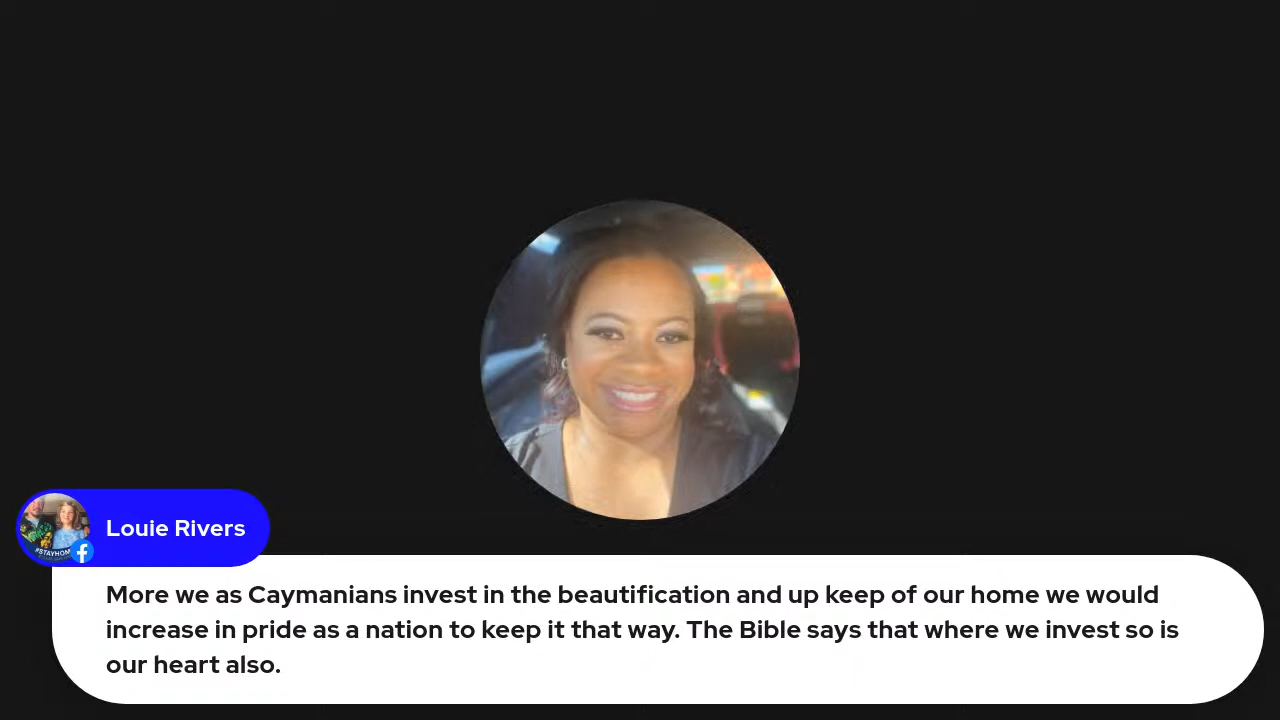 #STAYHOM
Louie Rivers
More we as Caymanians invest in the beautification and up keep of our home we would
increase in pride as a nation to keep it that way. The Bible says that where we invest so is
our heart also.